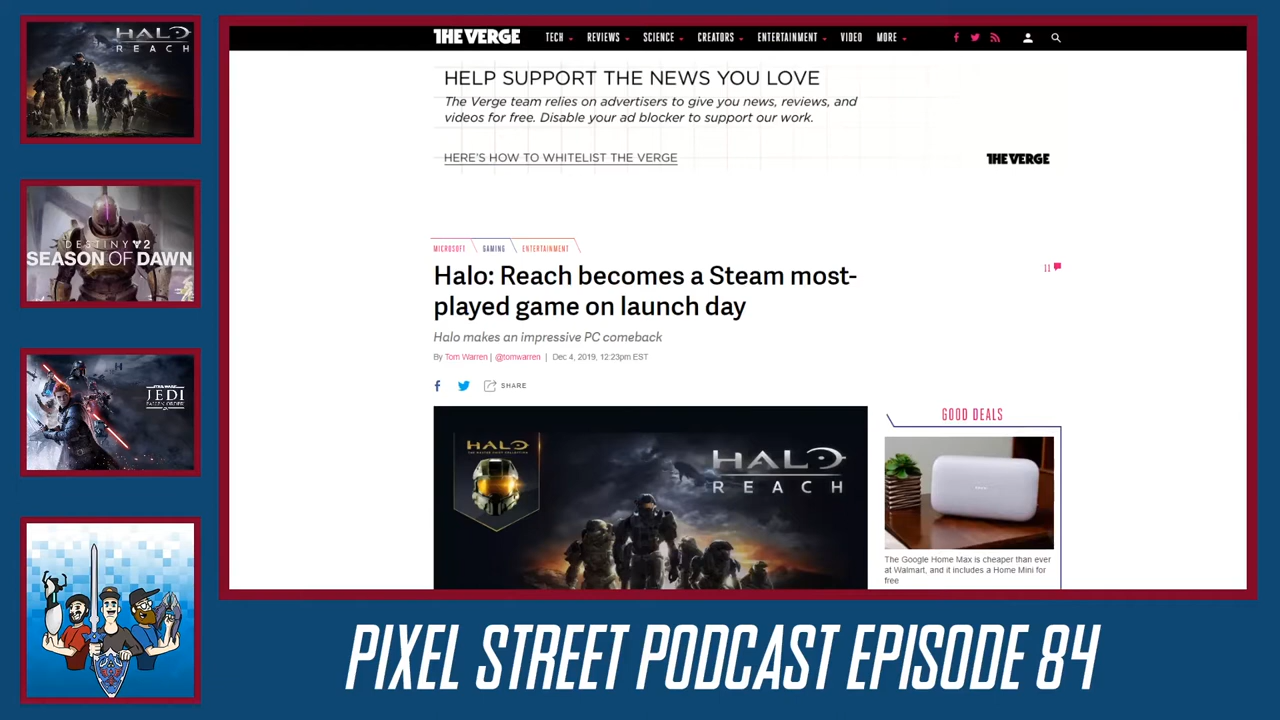 HALO
REACH
DESTINY 2
SEASON OF DAWN
STAR WARS
JEDI
FALLEN ORDER
THE VERGE
TECH REVIEWS SCIENCE CREATORS ENTERTAINMENT VIDEO MORE
HELP SUPPORT THE NEWS YOU LOVE
The Verge team relies on advertisers to give you news, reviews, and
videos for free. Disable your ad blocker to support our work.
HERE'S HOW TO WHITELIST THE VERGE
THE VERGE
MICROSOFT GAMING ENTERTAINMENT
Halo: Reach becomes a Steam most-
played game on launch day
11
Halo makes an impressive PC comeback
By Tom Warren | @tomwarren | Dec 4, 2019, 12:23pm EST
SHARE
HALO
THE MASTER CHIEF COLLECTION
HALO
REACH
GOOD DEALS
The Google Home Max is cheaper than ever
at Walmart, and it includes a Home Mini for
free
PIXEL STREET PODCAST EPISODE 84